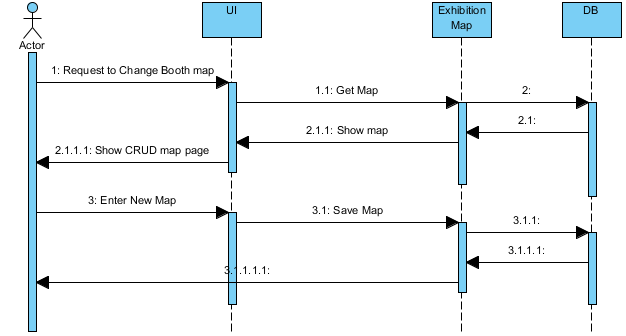 UI
Exhibition
Map
DB
Actor
1: Request to Change Booth map
1.1: Get Map
2:
2.1:
2.1.1: Show map
2.1.1.1: Show CRUD map page
3: Enter New Map
3.1: Save Map
3.1.1:
3.1.1.1:
3.1.1.1.1: